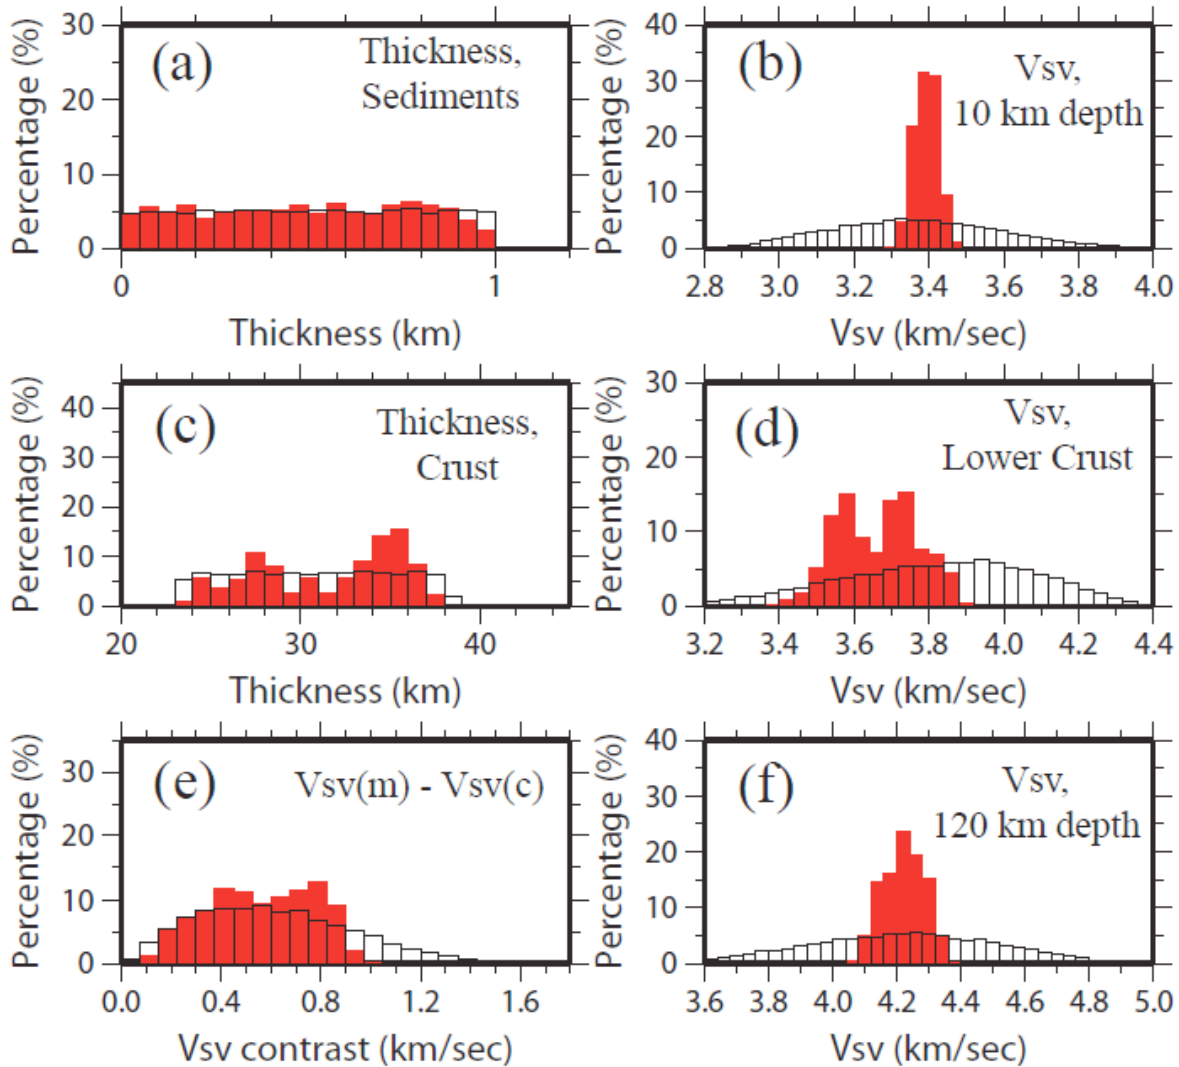 Percentage (%)
30
20
10
0
(a)
Thickness,
Sediments
0
1
Thickness (km)
Percentage (%)
40
30
20
10
0
(b)
Vsv,
10 km depth
2.8
3.0
3.2
3.4
3.6
3.8
4.0
Vsv (km/sec)
Percentage (%)
40
30
20
10
0
(c)
Thickness,
Crust
20
30
40
Thickness (km)
Percentage (%)
30
20
10
0
(d)
Vsv,
Lower Crust
3.2
3.4
3.6
3.8
4.0
4.2
4.4
Vsv (km/sec)
Percentage (%)
30
20
10
0
(e)
Vsv(m) - Vsv(c)
0.0
0.4
0.8
1.2
1.6
Vsv contrast (km/sec)
Percentage (%)
40
30
20
10
0
(f)
Vsv,
120 km depth
3.6
3.8
4.0
4.2
4.4
4.6
4.8
5.0
Vsv (km/sec)